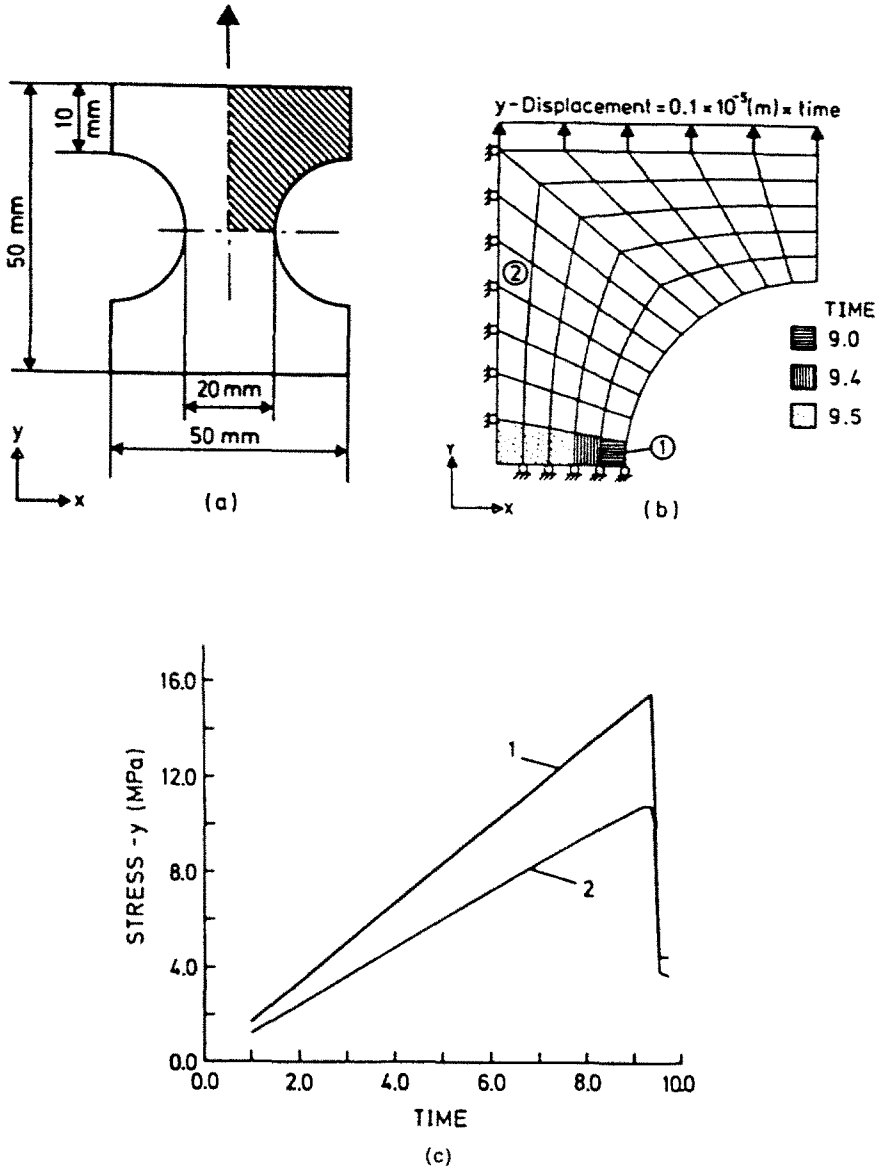 10
mm
50 mm
20 mm
50 mm
y
x
(a)
y-Displacement = 0.1 × 10⁻⁵(m) × time
②
TIME
9.0
9.4
9.5
①
Y
X
(b)
16.0
12.0
8.0
4.0
0.0
STRESS -y (MPa)
1
2
0.0
2.0
4.0
6.0
8.0
10.0
TIME
(c)